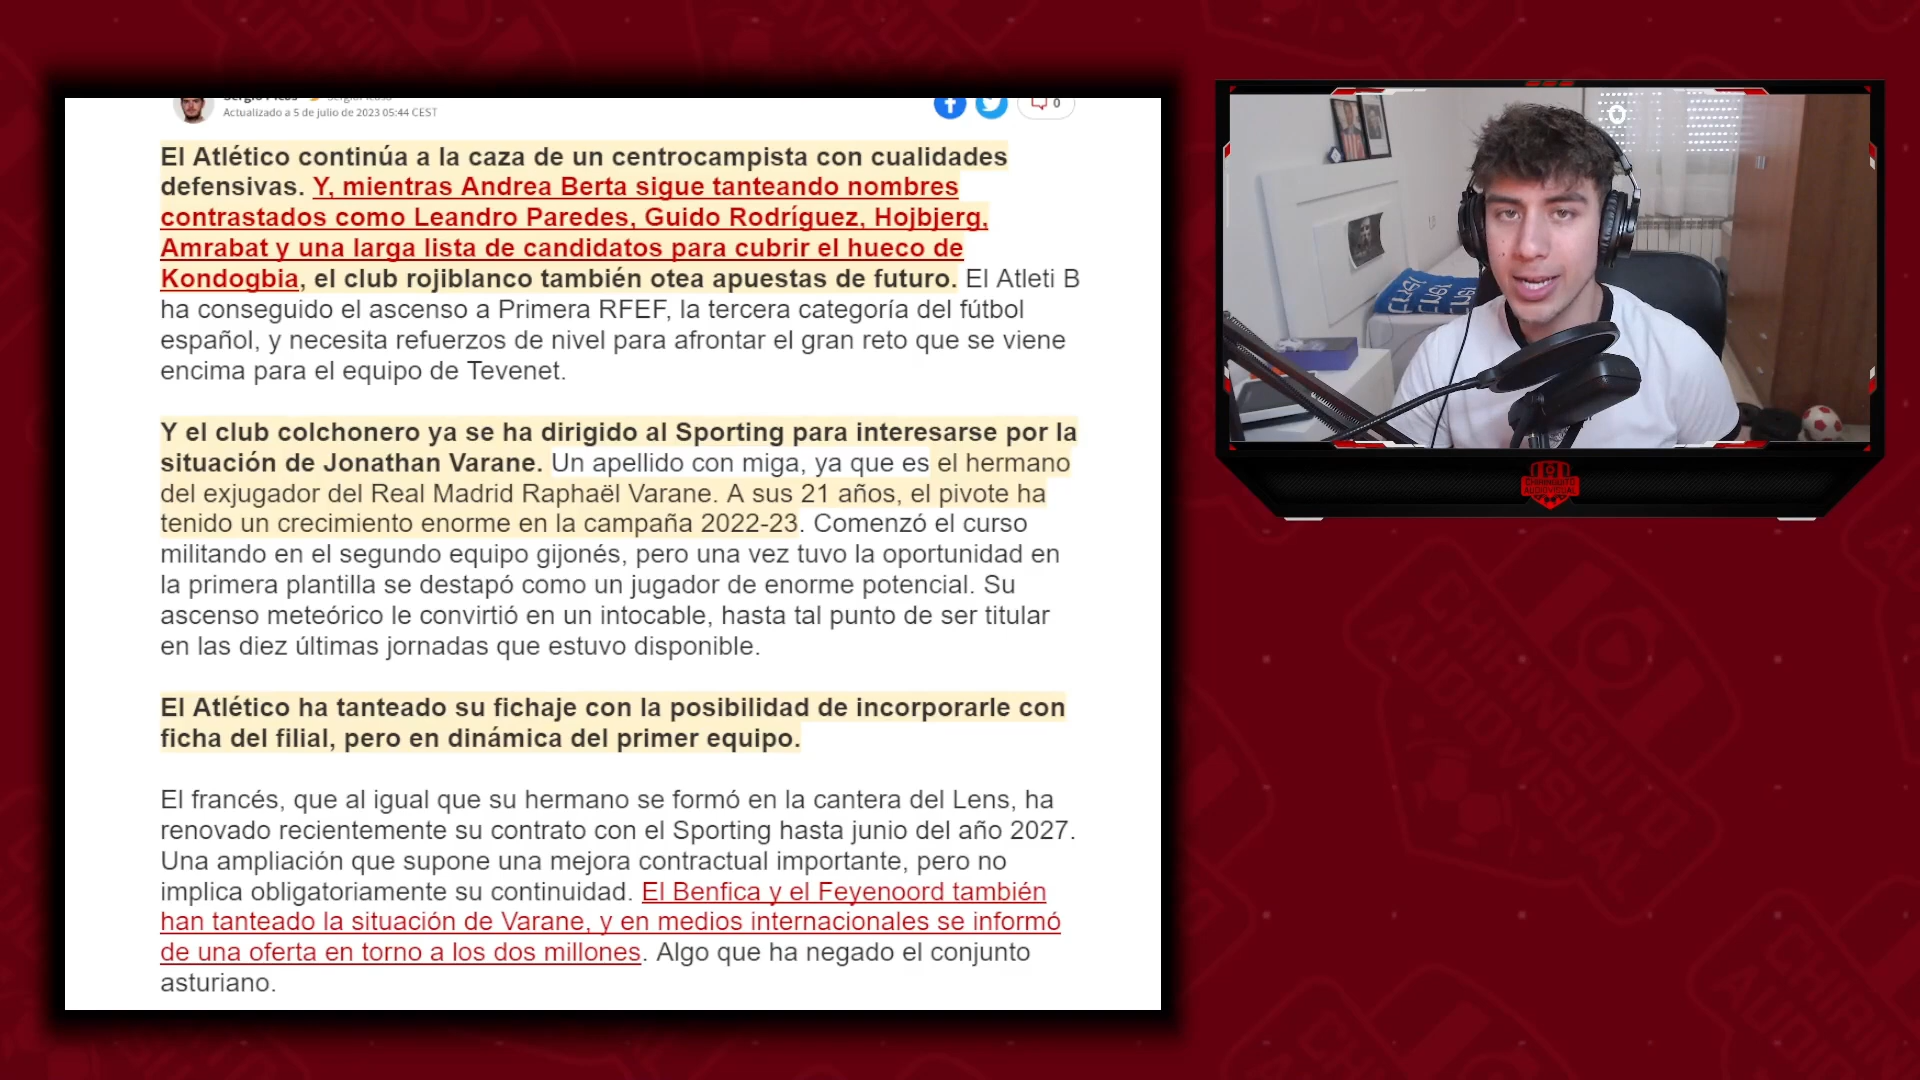 Actualizado a 5 de julio de 2023 05:44 CEST
0
El Atlético continúa a la caza de un centrocampista con cualidades
defensivas. Y, mientras Andrea Berta sigue tanteando nombres
contrastados como Leandro Paredes, Guido Rodríguez, Hojbjerg,
Amrabat y una larga lista de candidatos para cubrir el hueco de
Kondogbia, el club rojiblanco también otea apuestas de futuro. El Atleti B
ha conseguido el ascenso a Primera RFEF, la tercera categoría del fútbol
español, y necesita refuerzos de nivel para afrontar el gran reto que se viene
encima para el equipo de Tevenet.
Y el club colchonero ya se ha dirigido al Sporting para interesarse por la
situación de Jonathan Varane. Un apellido con miga, ya que es el hermano
del exjugador del Real Madrid Raphaël Varane. A sus 21 años, el pivote ha
tenido un crecimiento enorme en la campaña 2022-23. Comenzó el curso
militando en el segundo equipo gijonés, pero una vez tuvo la oportunidad en
la primera plantilla se destapó como un jugador de enorme potencial. Su
ascenso meteórico le convirtió en un intocable, hasta tal punto de ser titular
en las diez últimas jornadas que estuvo disponible.
El Atlético ha tanteado su fichaje con la posibilidad de incorporarle con
ficha del filial, pero en dinámica del primer equipo.
El francés, que al igual que su hermano se formó en la cantera del Lens, ha
renovado recientemente su contrato con el Sporting hasta junio del año 2027.
Una ampliación que supone una mejora contractual importante, pero no
implica obligatoriamente su continuidad. El Benfica y el Feyenoord también
han tanteado la situación de Varane, y en medios internacionales se informó
de una oferta en torno a los dos millones. Algo que ha negado el conjunto
asturiano.
CHIRINGUITO
AUDIOVISUAL
CHIRINGUITO
AUDIOVISUAL